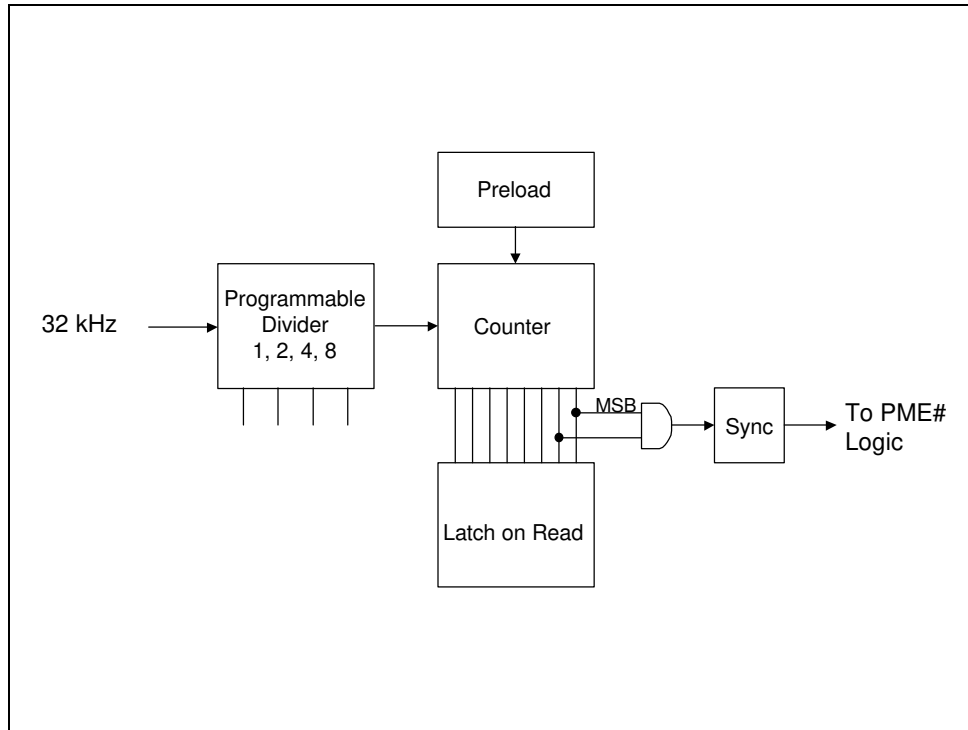 Preload
32 kHz
Programmable
Divider
1, 2, 4, 8
Counter
MSB
Sync
To PME#
Logic
Latch on Read